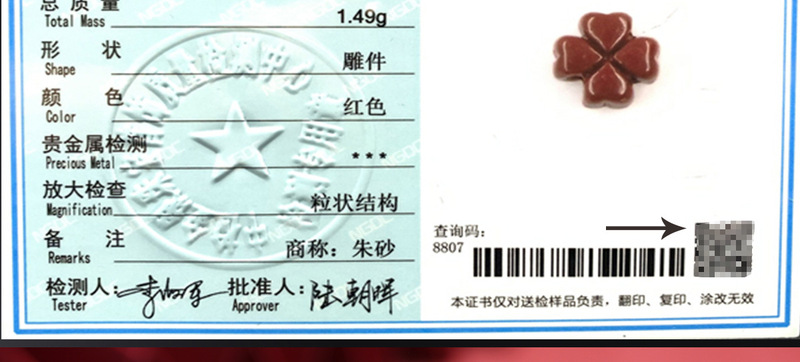 总质量 1.49g
Total Mass
形状 雕件
Shape
颜色 红色
Color
贵金属检测 ***
Precious Metal
放大检查 粒状结构
Magnification
备注 商称：朱砂
Remarks
检测人： 批准人：陆朝晖
Tester Approver
查询码：
8807
本证书仅对送检样品负责，翻印、复印、涂改无效